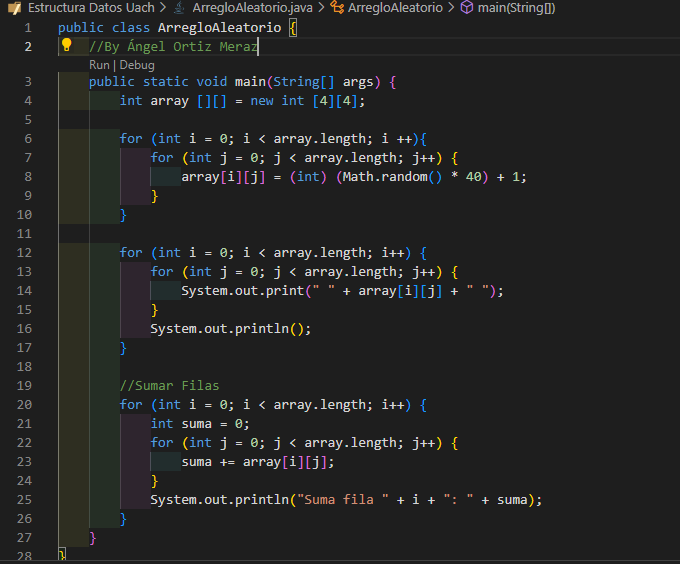 Estructura Datos Uach > ArregloAleatorio.java > ArregloAleatorio > main(String[])
1 public class ArregloAleatorio {
2 //By Ángel Ortiz Meraz
Run | Debug
3 public static void main(String[] args) {
4 int array [][] = new int [4][4];
5
6 for (int i = 0; i < array.length; i ++){
7 for (int j = 0; j < array.length; j++) {
8 array[i][j] = (int) (Math.random() * 40) + 1;
9 }
10 }
11
12 for (int i = 0; i < array.length; i++) {
13 for (int j = 0; j < array.length; j++) {
14 System.out.print(" " + array[i][j] + " ");
15 }
16 System.out.println();
17 }
18
19 //Sumar Filas
20 for (int i = 0; i < array.length; i++) {
21 int suma = 0;
22 for (int j = 0; j < array.length; j++) {
23 suma += array[i][j];
24 }
25 System.out.println("Suma fila " + i + ": " + suma);
26 }
27 }
28 }